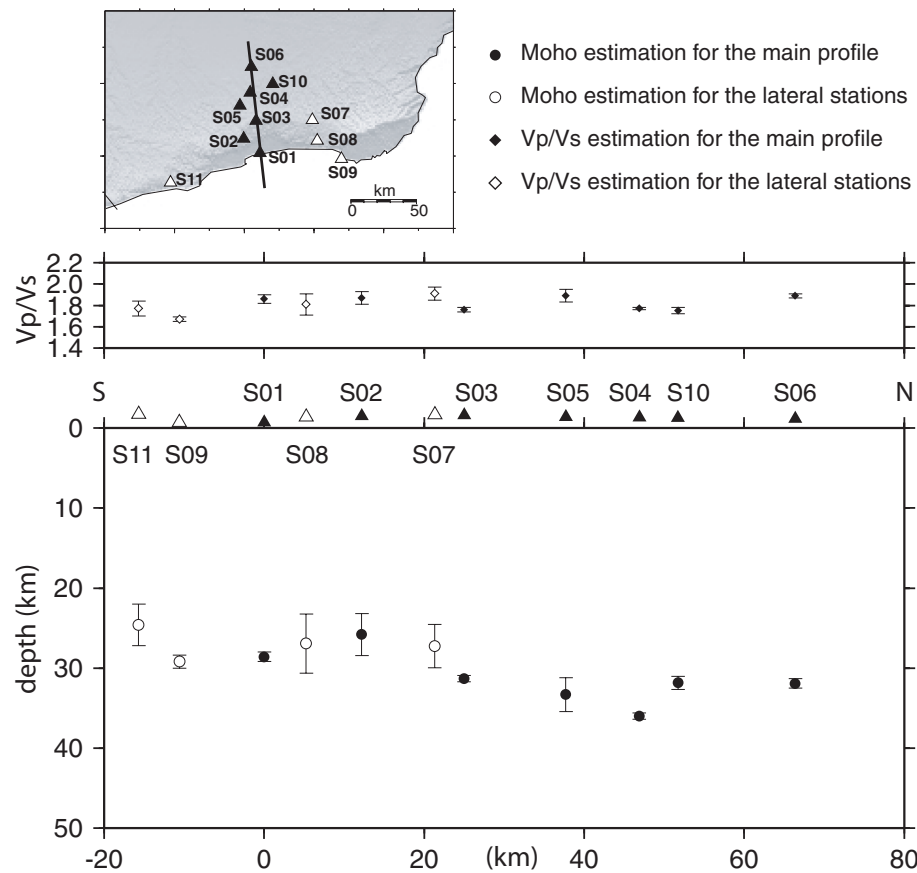 S06
S10
S04
S05
S03
S07
S02
S08
S01
S09
S11
km
0 50
Moho estimation for the main profile
Moho estimation for the lateral stations
Vp/Vs estimation for the main profile
Vp/Vs estimation for the lateral stations
Vp/Vs
2.2
2.0
1.8
1.6
1.4
S N
S01 S02 S03 S05 S04 S10 S06
S11 S09 S08 S07
depth (km)
0
10
20
30
40
50
-20 0 20 (km) 40 60 80